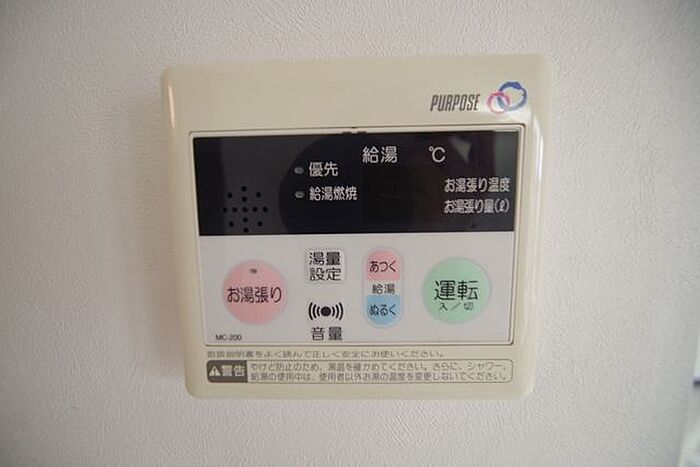 PURPOSE
給湯 ℃
優先
給湯燃焼
お湯張り温度
お湯張り量(ℓ)
お湯張り
湯量
設定
音量
あつく
給湯
ぬるく
運転
入／切
MC-200
取扱説明書をよく読んで正しく安全にお使いください。
警告
やけど防止のため、湯温を確かめてください。さらに、シャワー、
給湯の使用中は、使用者以外お湯の温度を変更しないでください。